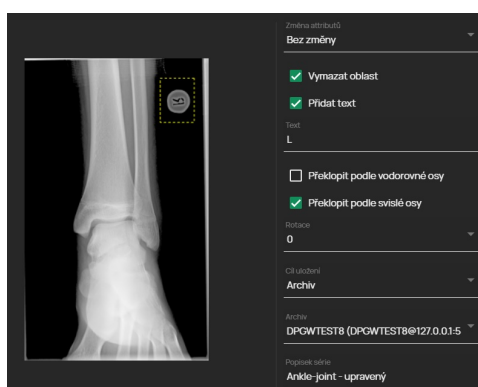 Změna atributů
Bez změny
Vymazat oblast
Přidat text
Text
L
Překlopit podle vodorovné osy
Překlopit podle svislé osy
Rotace
0
Cíl uložení
Archiv
Archiv
DPGWTEST8 (DPGWTEST8@127.0.0.1:5
Popisek série
Ankle-joint - upravený